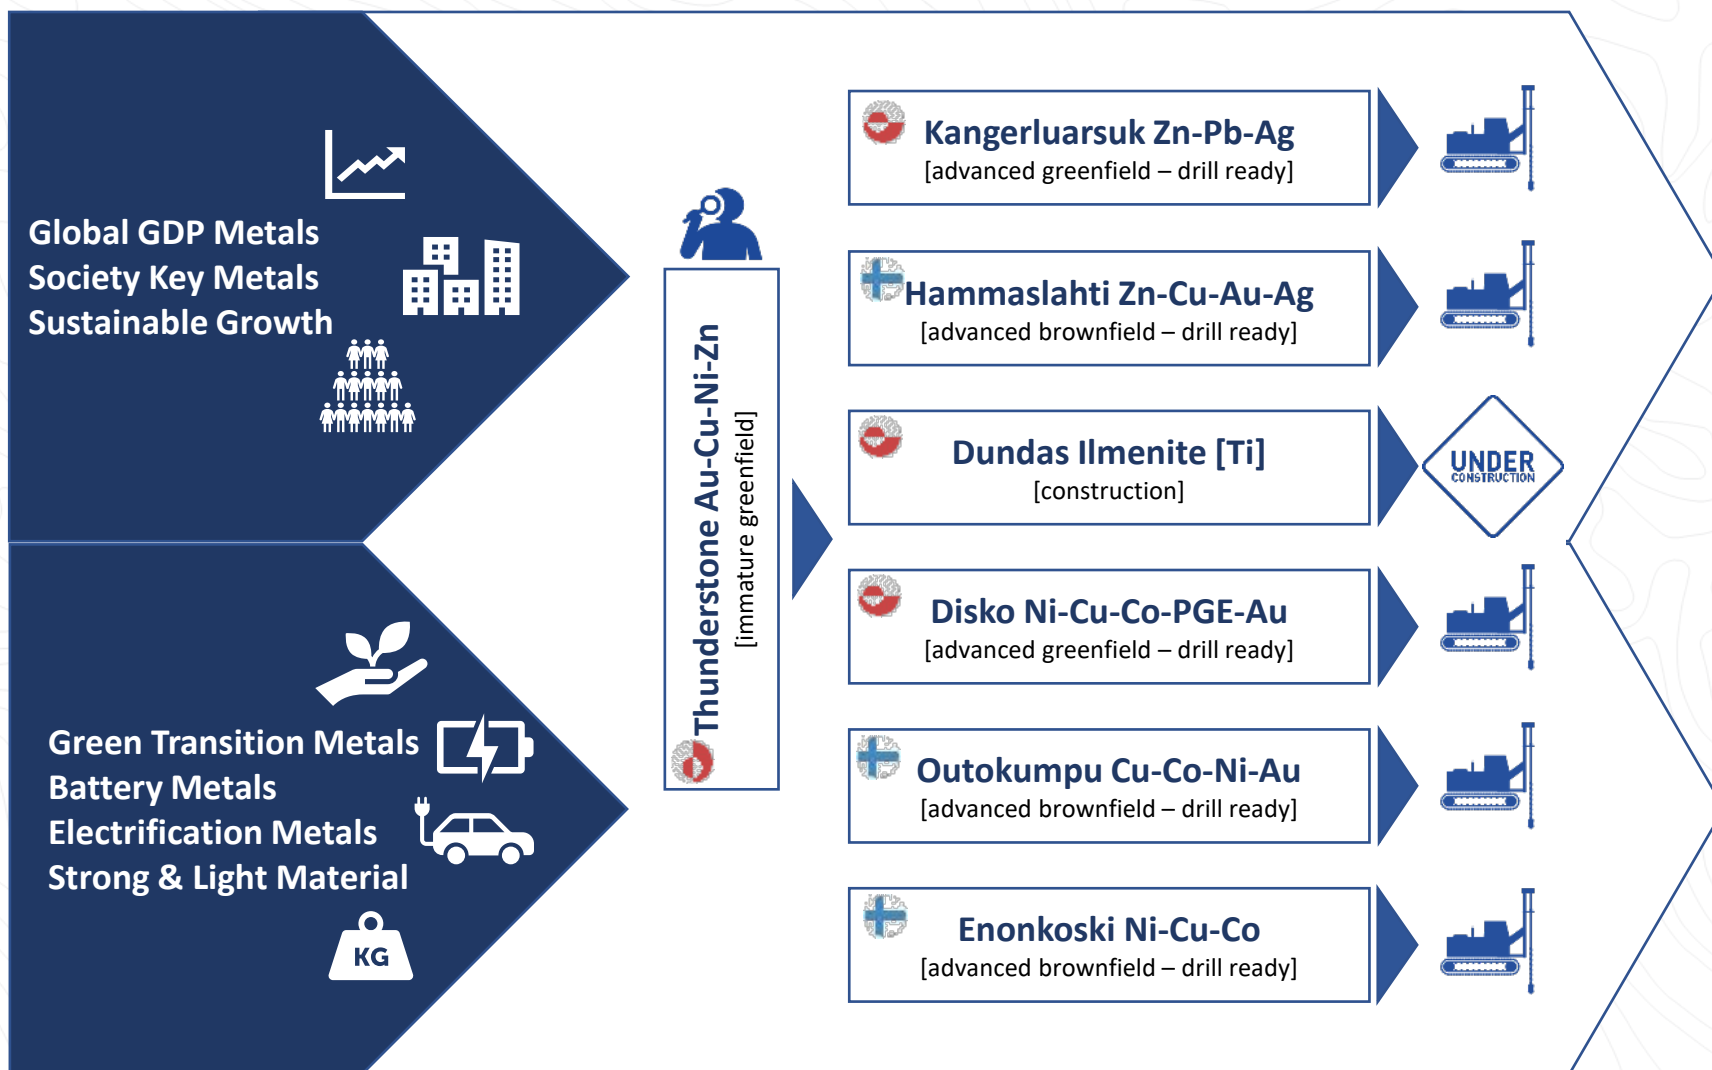 Global GDP Metals
Society Key Metals
Sustainable Growth
Green Transition Metals
Battery Metals
Electrification Metals
Strong & Light Material
KG
Thunderstone Au-Cu-Ni-Zn
[immature greenfield]
Kangerluarsuk Zn-Pb-Ag
[advanced greenfield – drill ready]
Hammaslahti Zn-Cu-Au-Ag
[advanced brownfield – drill ready]
Dundas Ilmenite [Ti]
[construction]
UNDER
CONSTRUCTION
Disko Ni-Cu-Co-PGE-Au
[advanced greenfield – drill ready]
Outokumpu Cu-Co-Ni-Au
[advanced brownfield – drill ready]
Enonkoski Ni-Cu-Co
[advanced brownfield – drill ready]